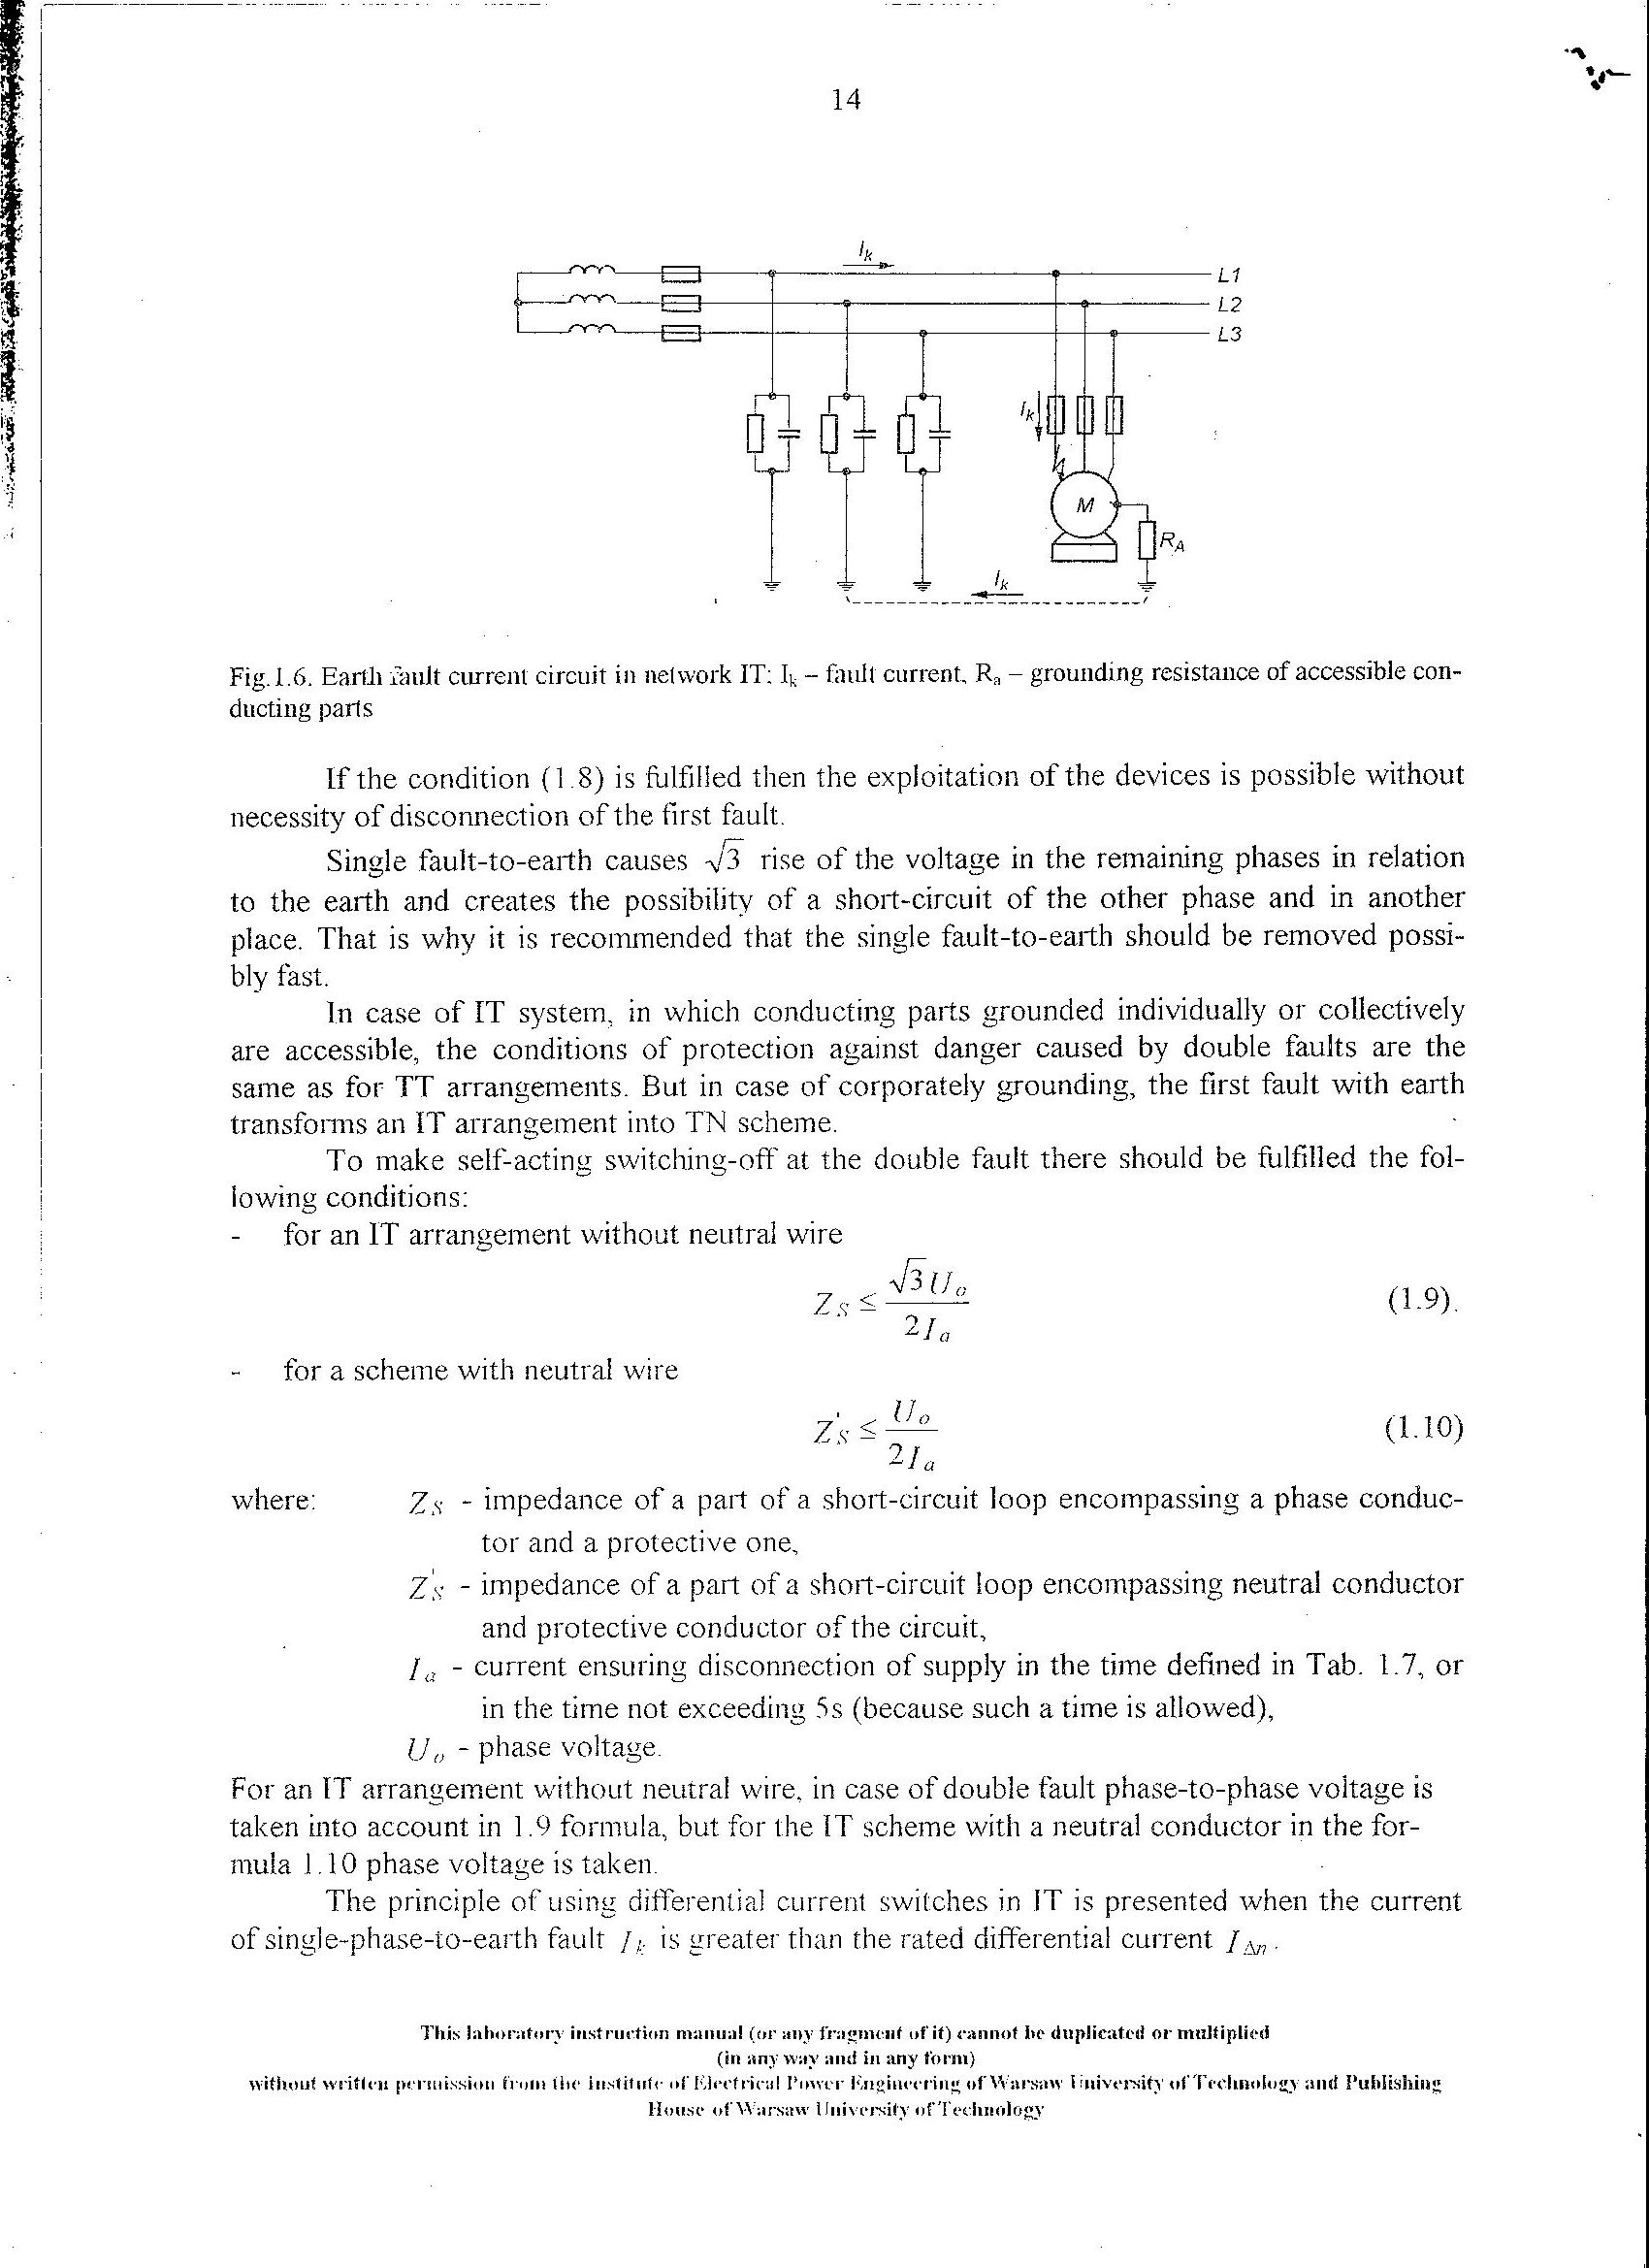 14
I_k
L1
L2
L3
I_k
M
R_A
I_k
Fig.1.6. Earth fault current circuit in network IT: I_k – fault current, R_a – grounding resistance of accessible con-
ducting parts
If the condition (1.8) is fulfilled then the exploitation of the devices is possible without
necessity of disconnection of the first fault.
Single fault-to-earth causes √3 rise of the voltage in the remaining phases in relation
to the earth and creates the possibility of a short-circuit of the other phase and in another
place. That is why it is recommended that the single fault-to-earth should be removed possi-
bly fast.
In case of IT system, in which conducting parts grounded individually or collectively
are accessible, the conditions of protection against danger caused by double faults are the
same as for TT arrangements. But in case of corporately grounding, the first fault with earth
transforms an IT arrangement into TN scheme.
To make self-acting switching-off at the double fault there should be fulfilled the fol-
lowing conditions:
- for an IT arrangement without neutral wire
Z_S ≤ √3 U_o / 2 I_a (1.9).
- for a scheme with neutral wire
Z'_S ≤ U_o / 2 I_a (1.10)
where: Z_S - impedance of a part of a short-circuit loop encompassing a phase conduc-
tor and a protective one,
Z'_S - impedance of a part of a short-circuit loop encompassing neutral conductor
and protective conductor of the circuit,
I_a - current ensuring disconnection of supply in the time defined in Tab. 1.7, or
in the time not exceeding 5s (because such a time is allowed),
U_o - phase voltage.
For an IT arrangement without neutral wire, in case of double fault phase-to-phase voltage is
taken into account in 1.9 formula, but for the IT scheme with a neutral conductor in the for-
mula 1.10 phase voltage is taken.
The principle of using differential current switches in IT is presented when the current
of single-phase-to-earth fault I_k is greater than the rated differential current I_Δn.
This laboratory instruction manual (or any fragment of it) cannot be duplicated or multiplied
(in any way and in any form)
without written permission from the Institute of Electrical Power Engineering of Warsaw University of Technology and Publishing
House of Warsaw University of Technology